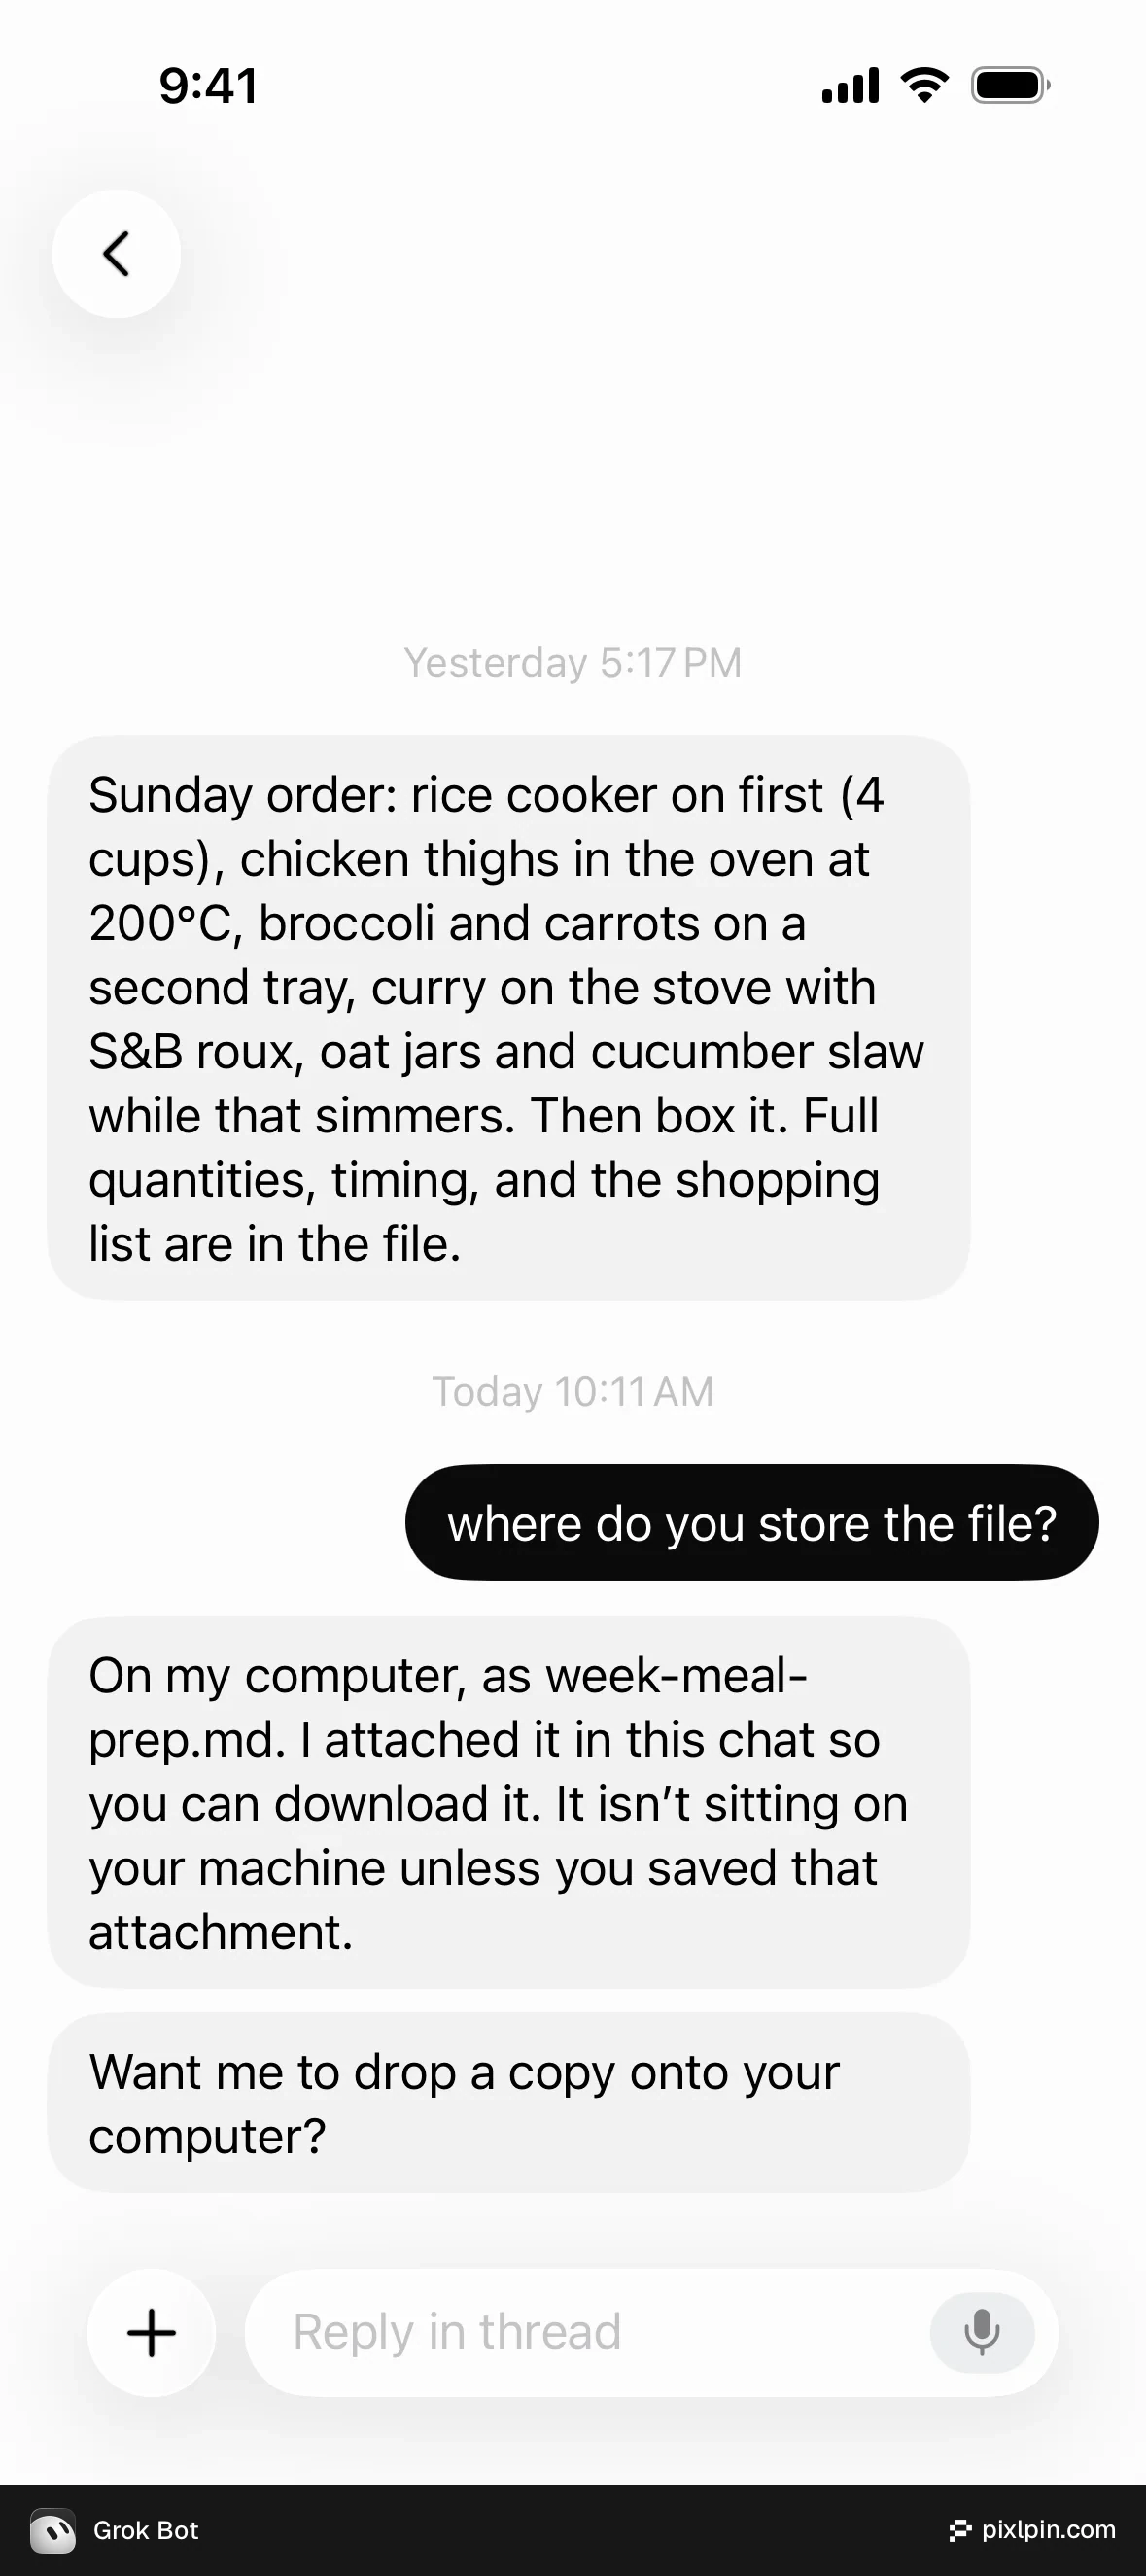 9:41
Yesterday 5:17 PM
Sunday order: rice cooker on first (4
cups), chicken thighs in the oven at
200°C, broccoli and carrots on a
second tray, curry on the stove with
S&B roux, oat jars and cucumber slaw
while that simmers. Then box it. Full
quantities, timing, and the shopping
list are in the file.
Today 10:11 AM
where do you store the file?
On my computer, as week-meal-
prep.md. I attached it in this chat so
you can download it. It isn’t sitting on
your machine unless you saved that
attachment.
Want me to drop a copy onto your
computer?
Reply in thread
Grok Bot
pixlpin.com